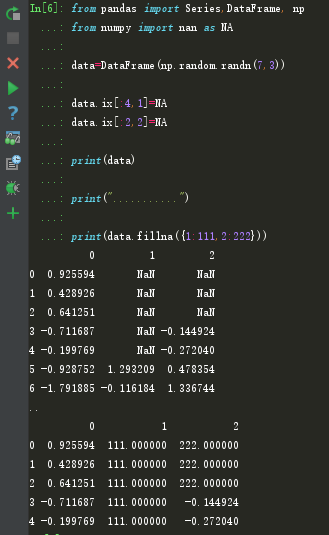 In[6]: from pandas import Series,DataFrame, np
...: from numpy import nan as NA
...:
...: data=DataFrame(np.random.randn(7,3))
...:
...: data.ix[:4,1]=NA
...: data.ix[:2,2]=NA
...:
...: print(data)
...:
...: print("...........")
...:
...: print(data.fillna({1:111,2:222}))
0 1 2
0 0.925594 NaN NaN
1 0.428926 NaN NaN
2 0.641251 NaN NaN
3 -0.711687 NaN -0.144924
4 -0.199769 NaN -0.272040
5 -0.928752 1.293209 0.478354
6 -1.791885 -0.116184 1.336744
..
0 1 2
0 0.925594 111.000000 222.000000
1 0.428926 111.000000 222.000000
2 0.641251 111.000000 222.000000
3 -0.711687 111.000000 -0.144924
4 -0.199769 111.000000 -0.272040